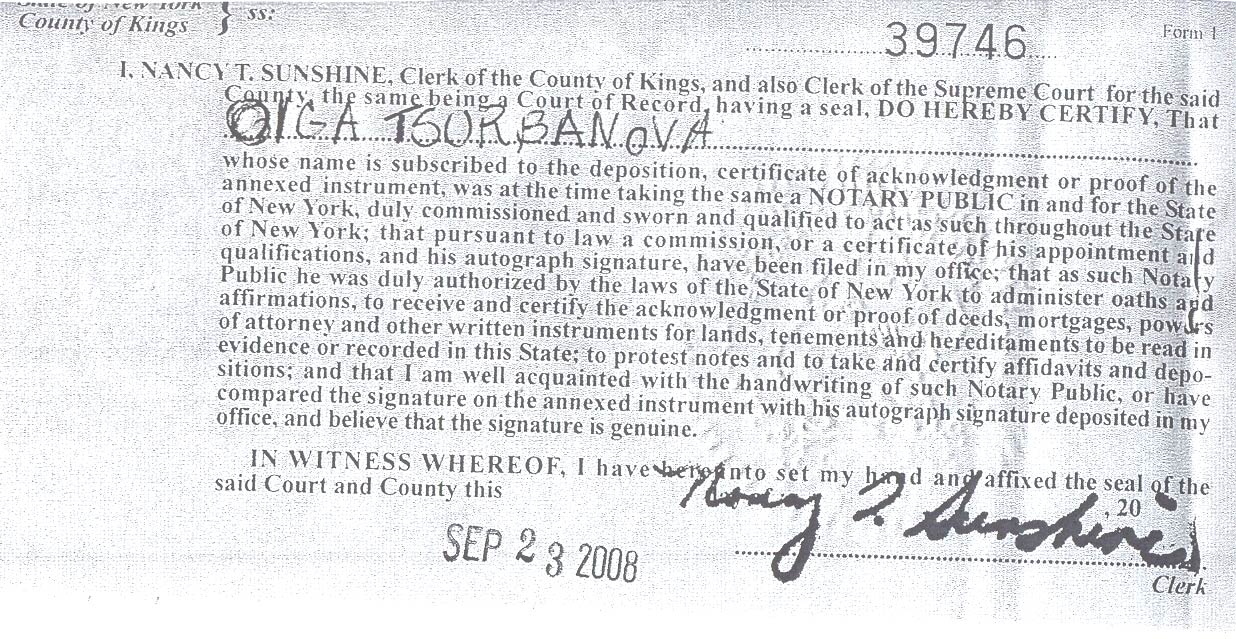 State of New York
County of Kings } ss:
39746
Form 1
I, NANCY T. SUNSHINE, Clerk of the County of Kings, and also Clerk of the Supreme Court for the said
County, the same being a Court of Record, having a seal, DO HEREBY CERTIFY, That
OlGA TSURBANOVA
whose name is subscribed to the deposition, certificate of acknowledgment or proof of the
annexed instrument, was at the time taking the same a NOTARY PUBLIC in and for the State
of New York, duly commissioned and sworn and qualified to act as such throughout the State
of New York; that pursuant to law a commission, or a certificate of his appointment and
qualifications, and his autograph signature, have been filed in my office; that as such Notary
Public he was duly authorized by the laws of the State of New York to administer oaths and
affirmations, to receive and certify the acknowledgment or proof of deeds, mortgages, powers
of attorney and other written instruments for lands, tenements and hereditaments to be read in
evidence or recorded in this State; to protest notes and to take and certify affidavits and depo-
sitions; and that I am well acquainted with the handwriting of such Notary Public, or have
compared the signature on the annexed instrument with his autograph signature deposited in my
office, and believe that the signature is genuine.
IN WITNESS WHEREOF, I have hereunto set my hand and affixed the seal of the
said Court and County this , 20
Nancy T. Sunshine
SEP 23 2008
Clerk